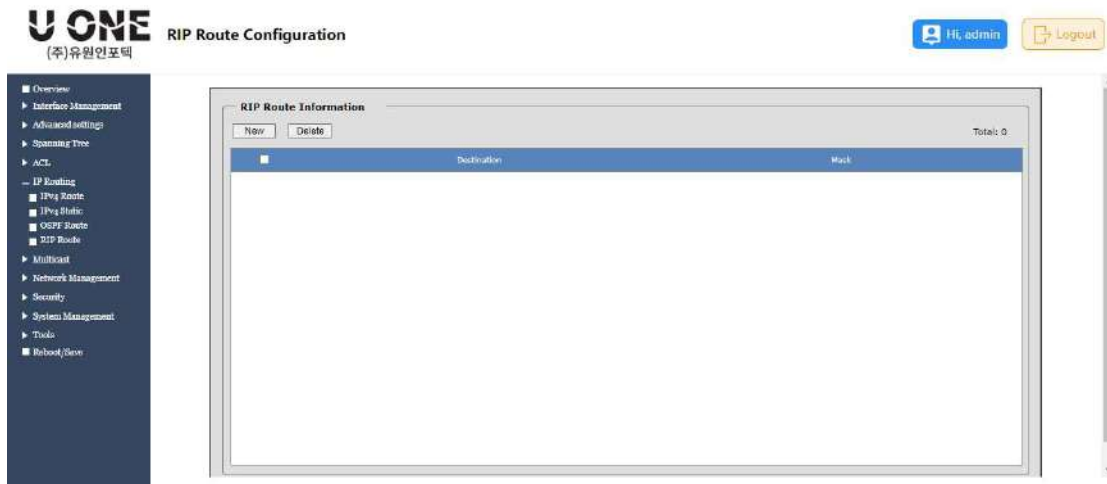 U ONE
(주)유원인포텍
RIP Route Configuration
Hi, admin
Logout
Overview
Interface Management
Advanced settings
Spanning Tree
ACL
IP Routing
IPv4 Route
IPv4 Static
OSPF Route
RIP Route
Multicast
Network Management
Security
System Management
Tools
Reboot/Save
RIP Route Information
New Delete Total: 0
Destination Mask